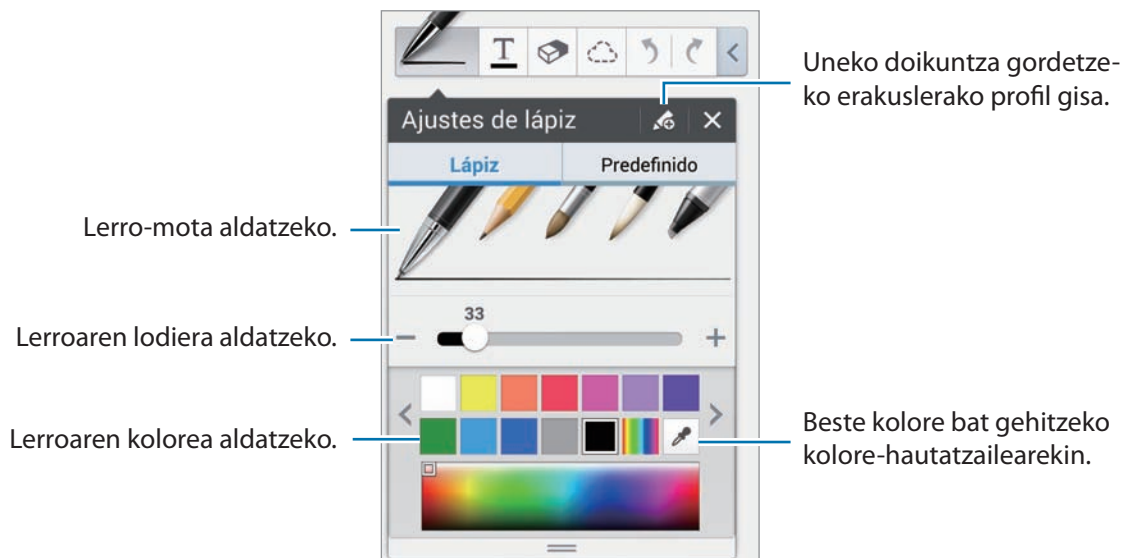 T
Uneko doikuntza gordetze-
ko erakuslerako profil gisa.
Ajustes de lápiz
Lápiz
Predefinido
Lerro-mota aldatzeko.
33
Lerroaren lodiera aldatzeko.
Lerroaren kolorea aldatzeko.
Beste kolore bat gehitzeko
kolore-hautatzailearekin.